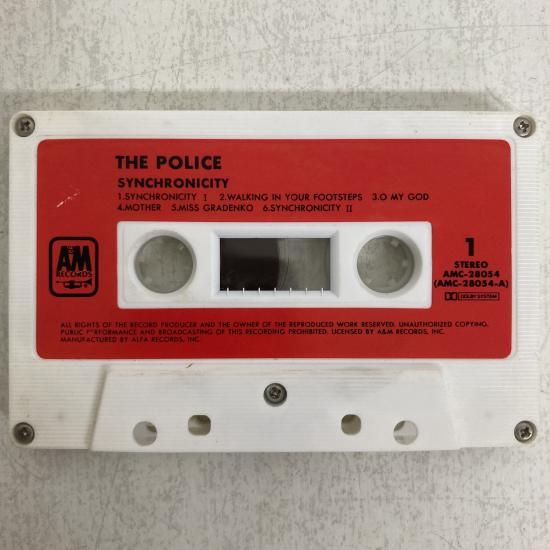 THE POLICE
SYNCHRONICITY
1.SYNCHRONICITY I 2.WALKING IN YOUR FOOTSTEPS 3.O MY GOD
4.MOTHER 5.MISS GRADENKO 6.SYNCHRONICITY II
A&M
RECORDS
1
STEREO
AMC-28054
(AMC-28054-A)
DOLBY SYSTEM
ALL RIGHTS OF THE RECORD PRODUCER AND THE OWNER OF THE REPRODUCED WORK RESERVED. UNAUTHORIZED COPYING,
PUBLIC PERFORMANCE AND BROADCASTING OF THIS RECORDING PROHIBITED. LICENSED BY A&M RECORDS, INC.
MANUFACTURED BY ALFA RECORDS, INC.